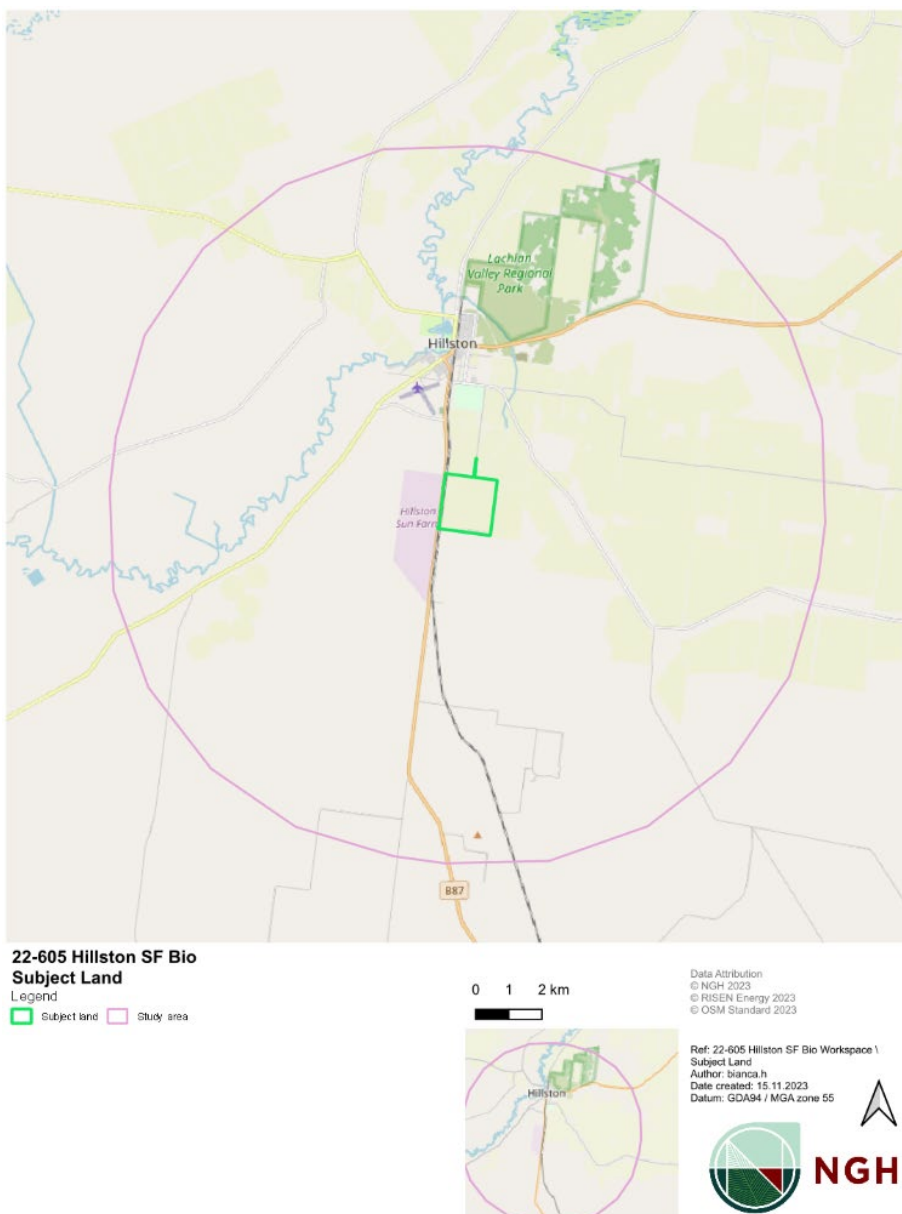 Lachlan
Valley Regional
Park
Hillston
Hillston
Sun Farm
B87
22-605 Hillston SF Bio
Subject Land
Legend
Subject land
Study area
0 1 2 km
Hillston
Data Attribution
© NGH 2023
© RISEN Energy 2023
© OSM Standard 2023
Ref: 22-605 Hillston SF Bio Workspace \
Subject Land
Author: bianca.h
Date created: 15.11.2023
Datum: GDA94 / MGA zone 55
NGH